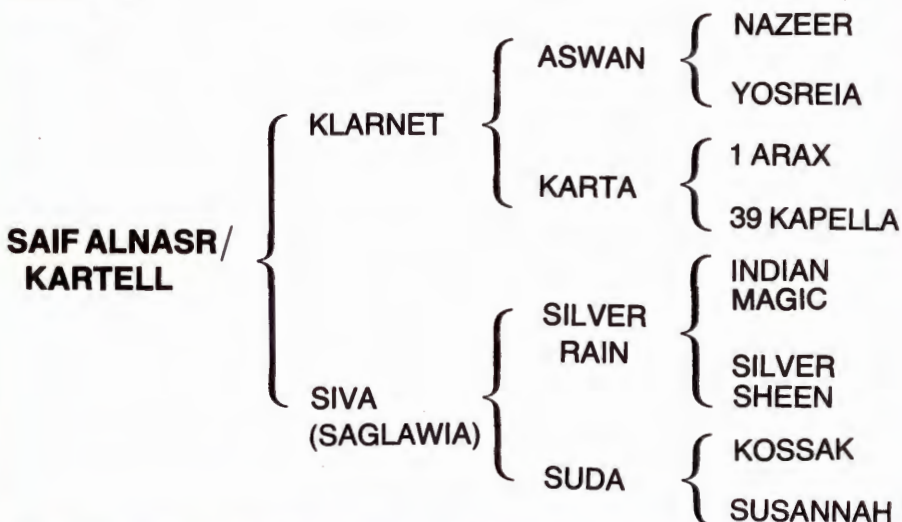 NAZEER
ASWAN
YOSREIA
KLARNET
1 ARAX
KARTA
39 KAPELLA
SAIF ALNASR/
KARTELL
INDIAN
MAGIC
SILVER
RAIN
SILVER
SHEEN
SIVA
(SAGLAWIA)
KOSSAK
SUDA
SUSANNAH